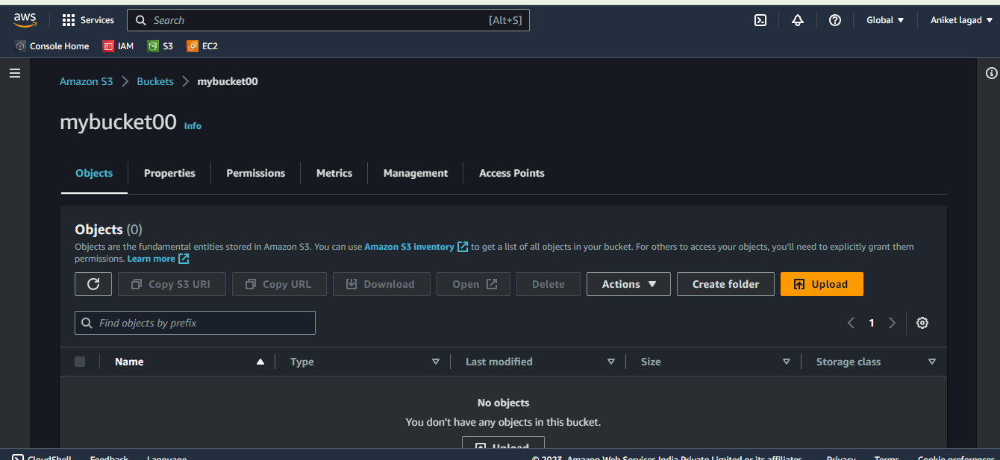 aws Services Search [Alt+S] Global Aniket lagad
Console Home IAM S3 EC2
Amazon S3 Buckets mybucket00
mybucket00 Info
Objects Properties Permissions Metrics Management Access Points
Objects (0)
Objects are the fundamental entities stored in Amazon S3. You can use Amazon S3 inventory to get a list of all objects in your bucket. For others to access your objects, you'll need to explicitly grant them
permissions. Learn more
Copy S3 URI Copy URL Download Open Delete Actions Create folder Upload
Find objects by prefix 1
Name Type Last modified Size Storage class
No objects
You don't have any objects in this bucket.
Upload
CloudShell Feedback Language © 2023, Amazon Web Services India Private Limited or its affiliates. Privacy Terms Cookie preferences